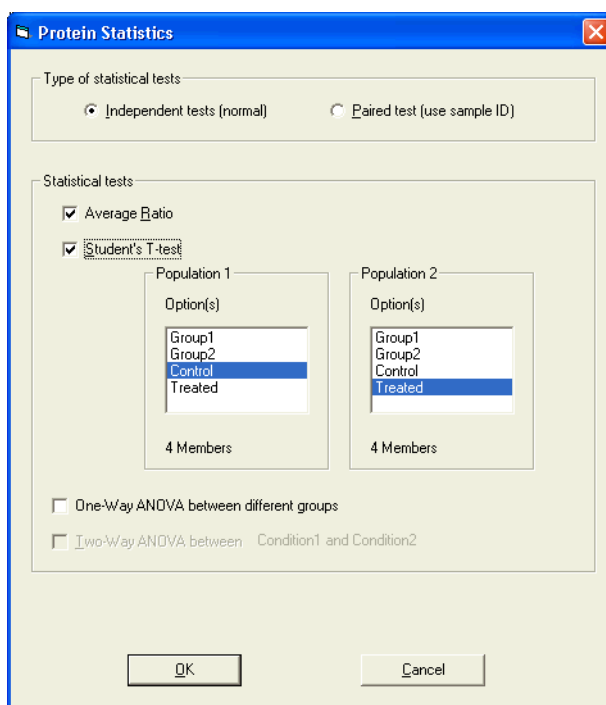 Protein Statistics
Type of statistical tests
Independent tests (normal) Paired test (use sample ID)
Statistical tests
Average Ratio
Student's T-test
Population 1 Population 2
Option(s) Option(s)
Group1 Group1
Group2 Group2
Control Control
Treated Treated
4 Members 4 Members
One-Way ANOVA between different groups
Two-Way ANOVA between Condition1 and Condition2
OK Cancel